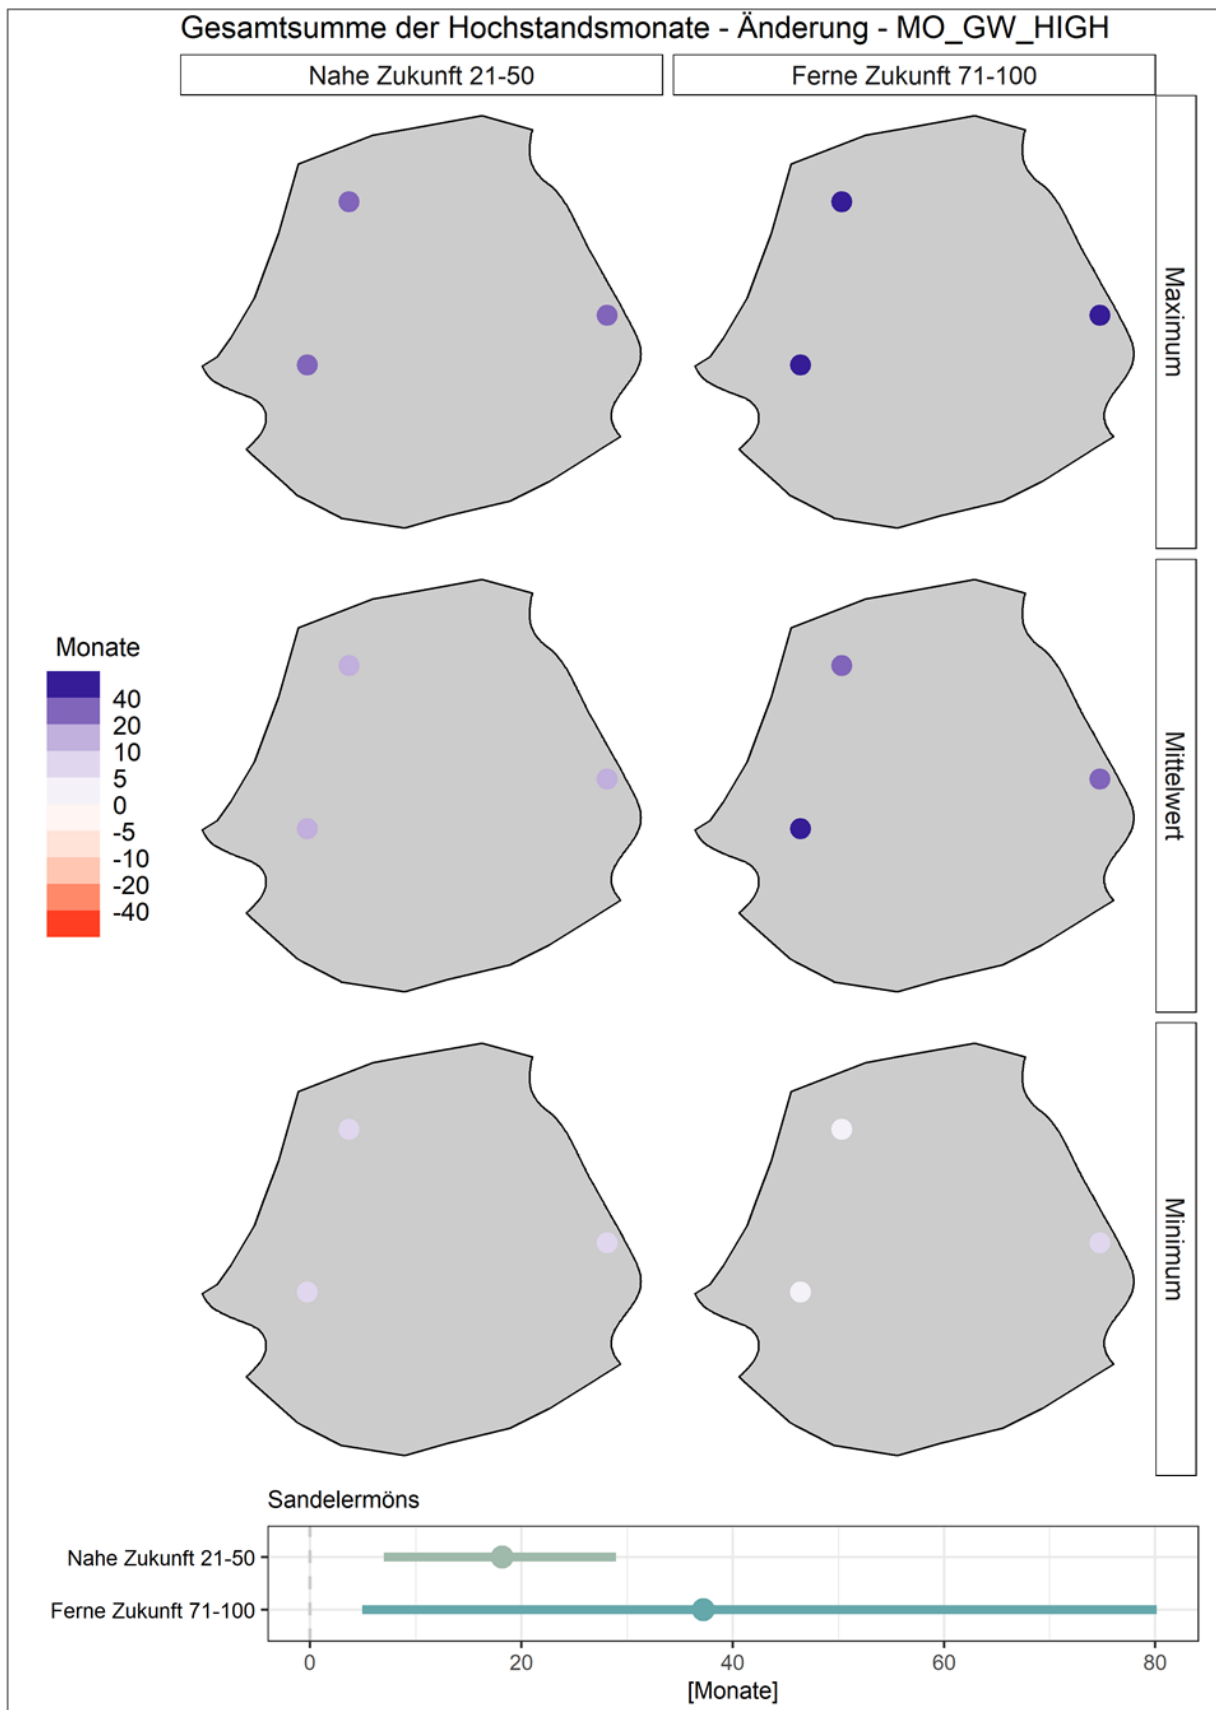 Gesamtsumme der Hochstandsmonate - Änderung - MO_GW_HIGH
Nahe Zukunft 21-50
Ferne Zukunft 71-100
Maximum
Mittelwert
Minimum
Monate
40
20
10
5
0
-5
-10
-20
-40
Sandelermöns
Nahe Zukunft 21-50
Ferne Zukunft 71-100
0
20
40
60
80
[Monate]